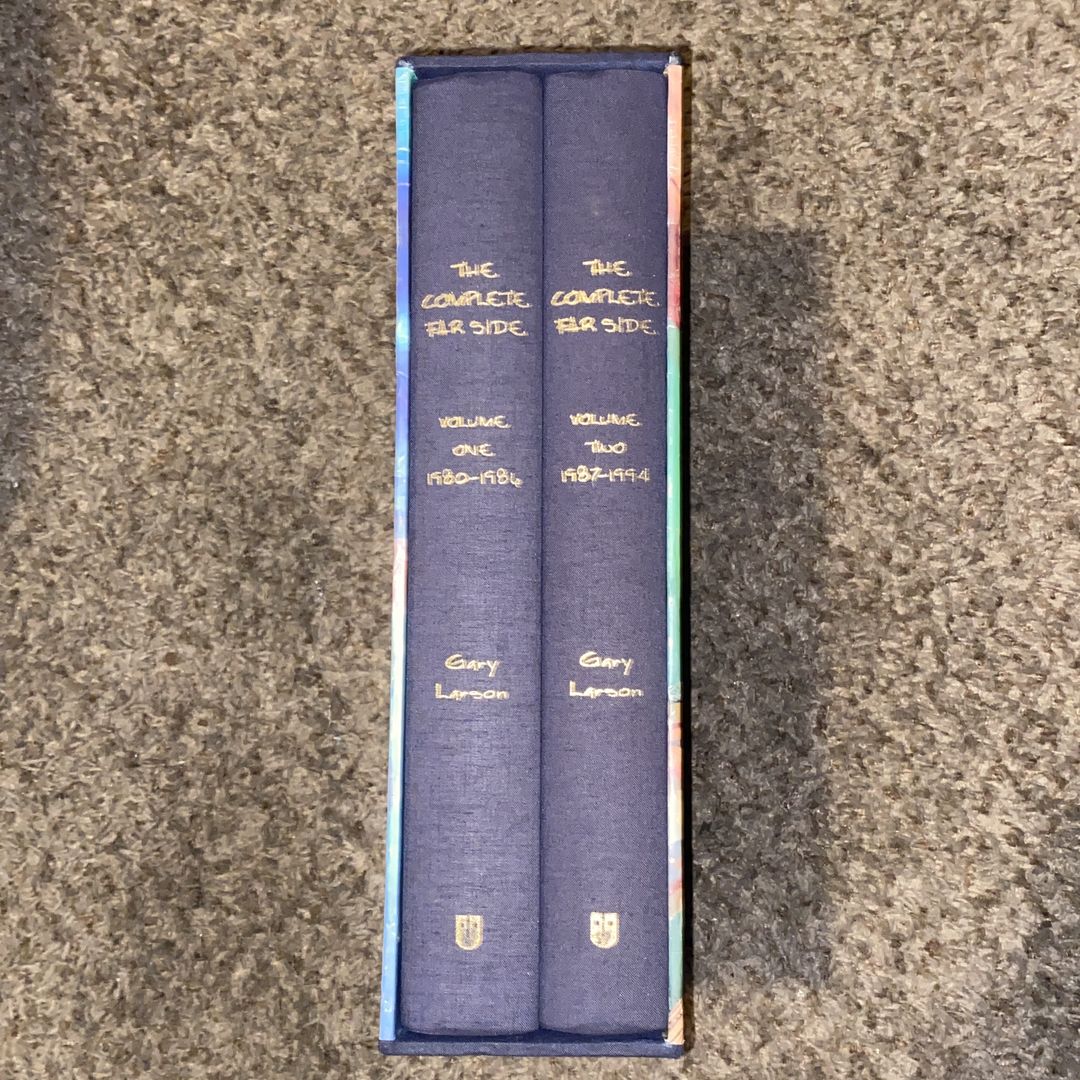 THE
COMPLETE
FAR SIDE
VOLUME
ONE
1980-1986
Gary
Larson
THE
COMPLETE
FAR SIDE
VOLUME
TWO
1987-1994
Gary
Larson